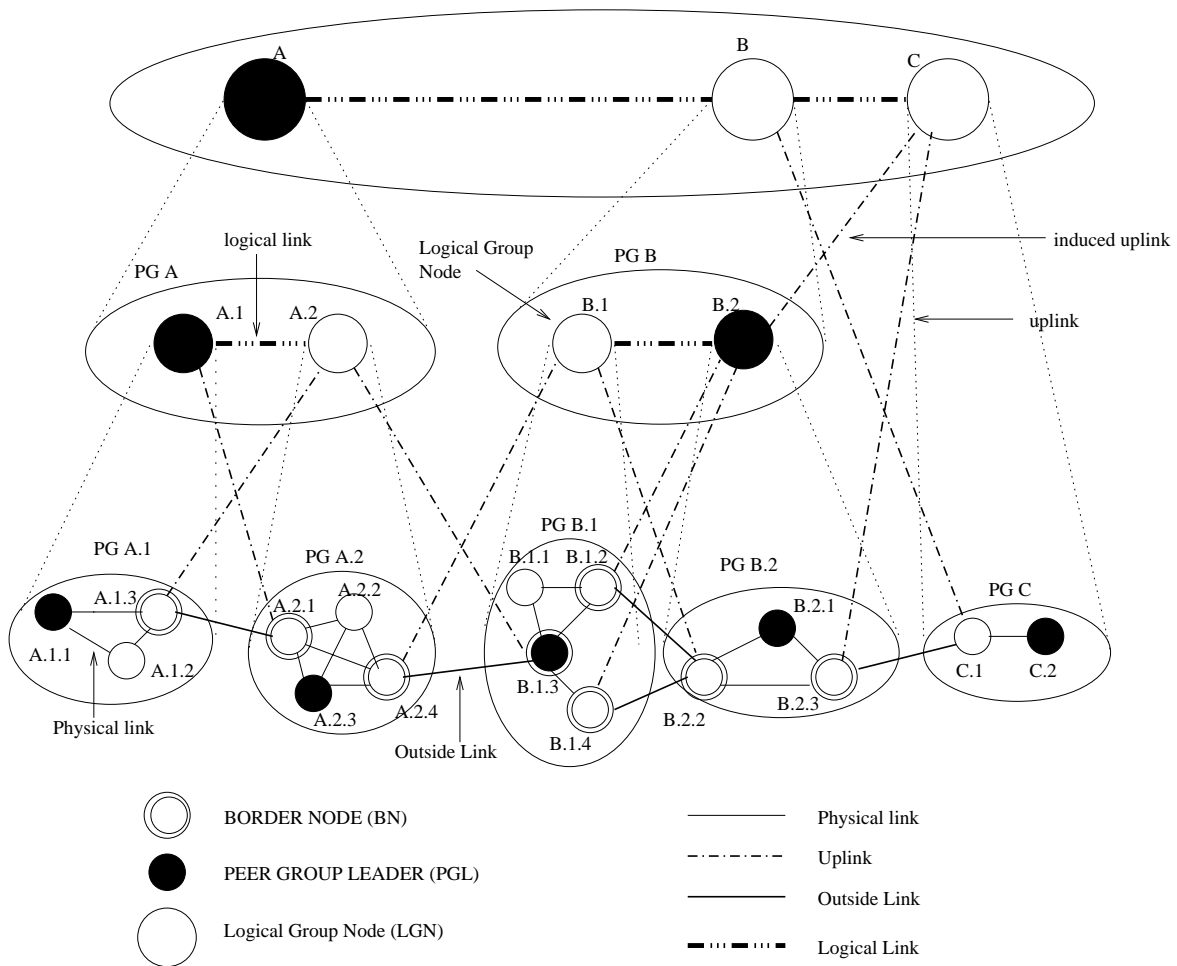 A
B
C
logical link
Logical Group
Node
PG B
induced uplink
PG A
A.1
A.2
B.1
B.2
uplink
PG A.1
PG A.2
PG B.1
PG B.2
PG C
A.1.3
A.1.1
A.1.2
A.2.1
A.2.2
A.2.3
A.2.4
B.1.1
B.1.2
B.1.3
B.1.4
B.2.1
B.2.2
B.2.3
C.1
C.2
Physical link
Outside Link
BORDER NODE (BN)
PEER GROUP LEADER (PGL)
Logical Group Node (LGN)
Physical link
Uplink
Outside Link
Logical Link